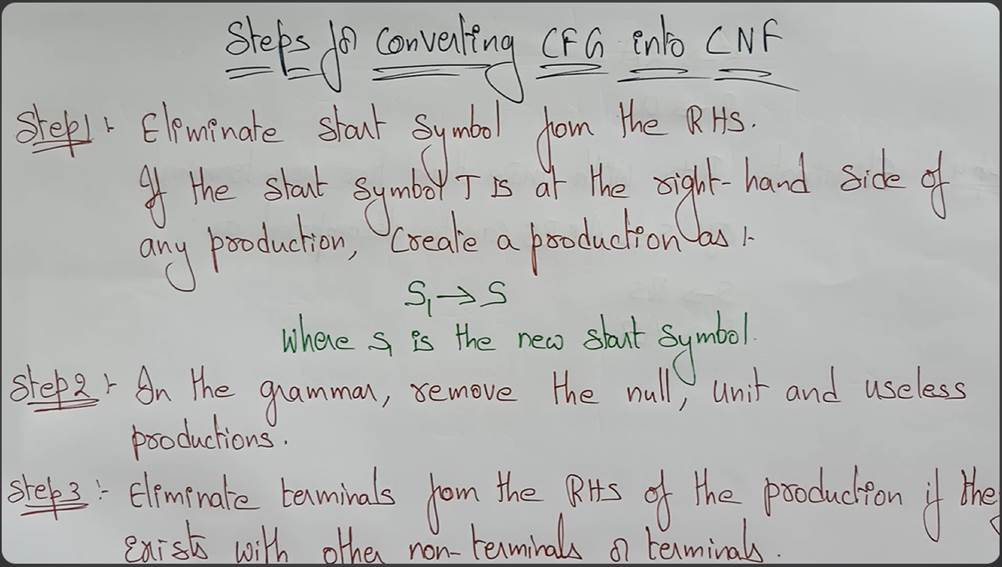 Steps for Converting CFG into CNF
Step1:- Eliminate start symbol from the RHS.
If the start symbol T is at the right-hand side of
any production, Create a production as :-
S₁→S
Where S₁ is the new start symbol.
Step2:- In the grammar, remove the null, unit and useless
productions.
Step3:- Eliminate terminals from the RHS of the production if they
exists with other non-terminals or terminals.